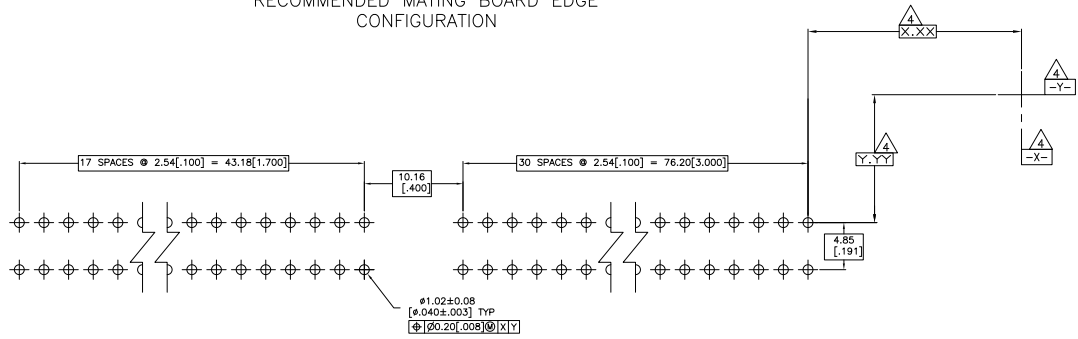 RECOMMENDED MATING BOARD EDGE
CONFIGURATION
4
X.XX
4
-Y-
17 SPACES @ 2.54[.100] = 43.18[1.700]
30 SPACES @ 2.54[.100] = 76.20[3.000]
4
Y.YY
4
-X-
10.16
[.400]
4.85
[.191]
ø1.02±0.08
[ø.040±.003] TYP
⌖ Ø0.20[.008]Ⓜ X Y